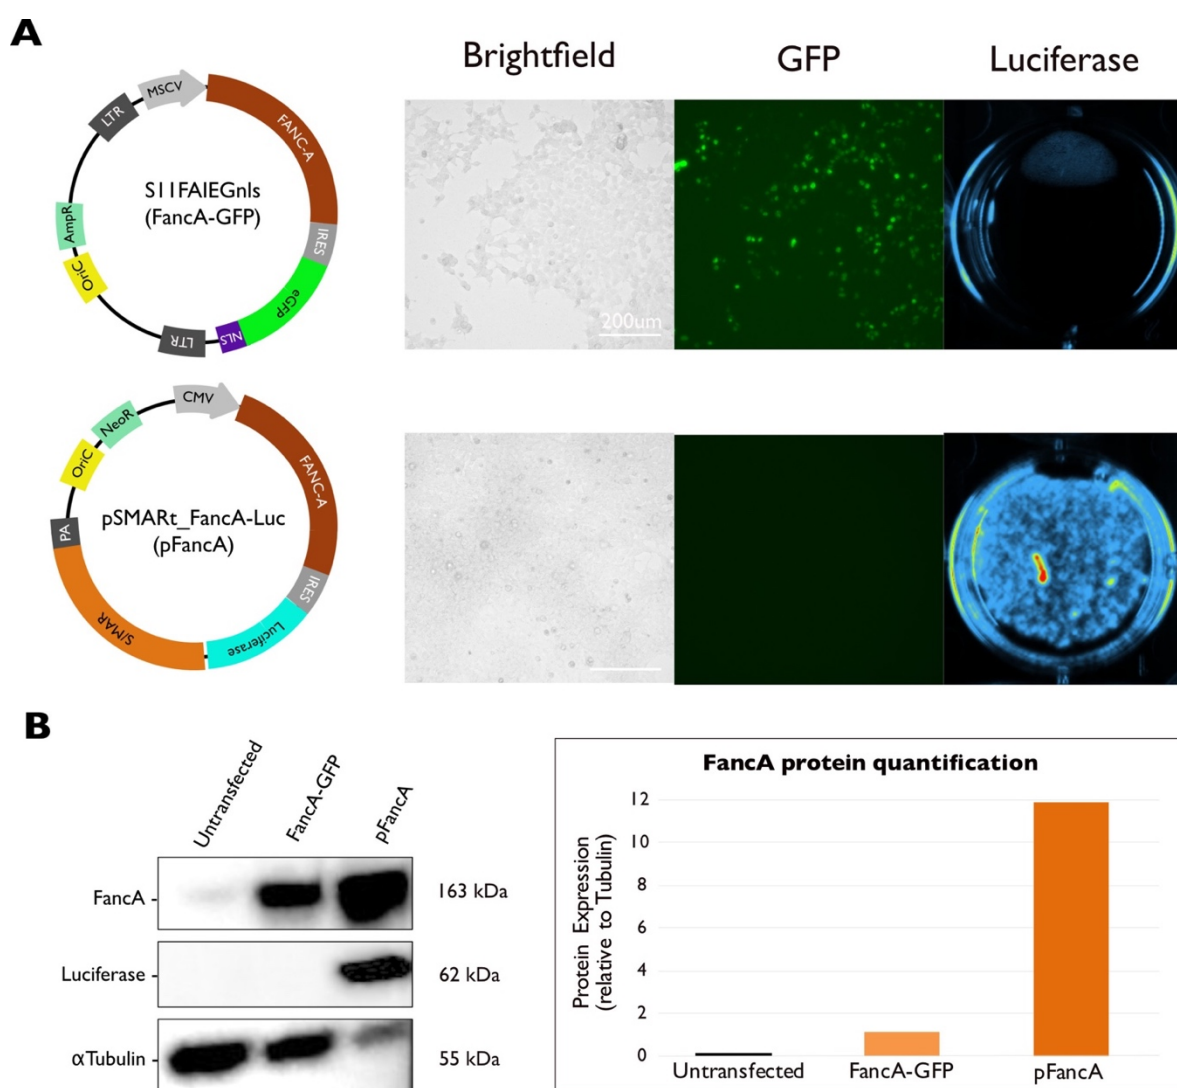 A
Brightfield
GFP
Luciferase
LTR
MSCV
FANC-A
IRES
eGFP
NLS
LTR
OriC
AmpR
S11FAIEGnls
(FancA-GFP)
200um
CMV
FANC-A
IRES
Luciferase
S/MAR
PA
OriC
NeoR
pSMARt_FancA-Luc
(pFancA)
B
Untransfected
FancA-GFP
pFancA
FancA
163 kDa
Luciferase
62 kDa
αTubulin
55 kDa
FancA protein quantification
Protein Expression
(relative to Tubulin)
12
10
8
6
4
2
0
Untransfected
FancA-GFP
pFancA